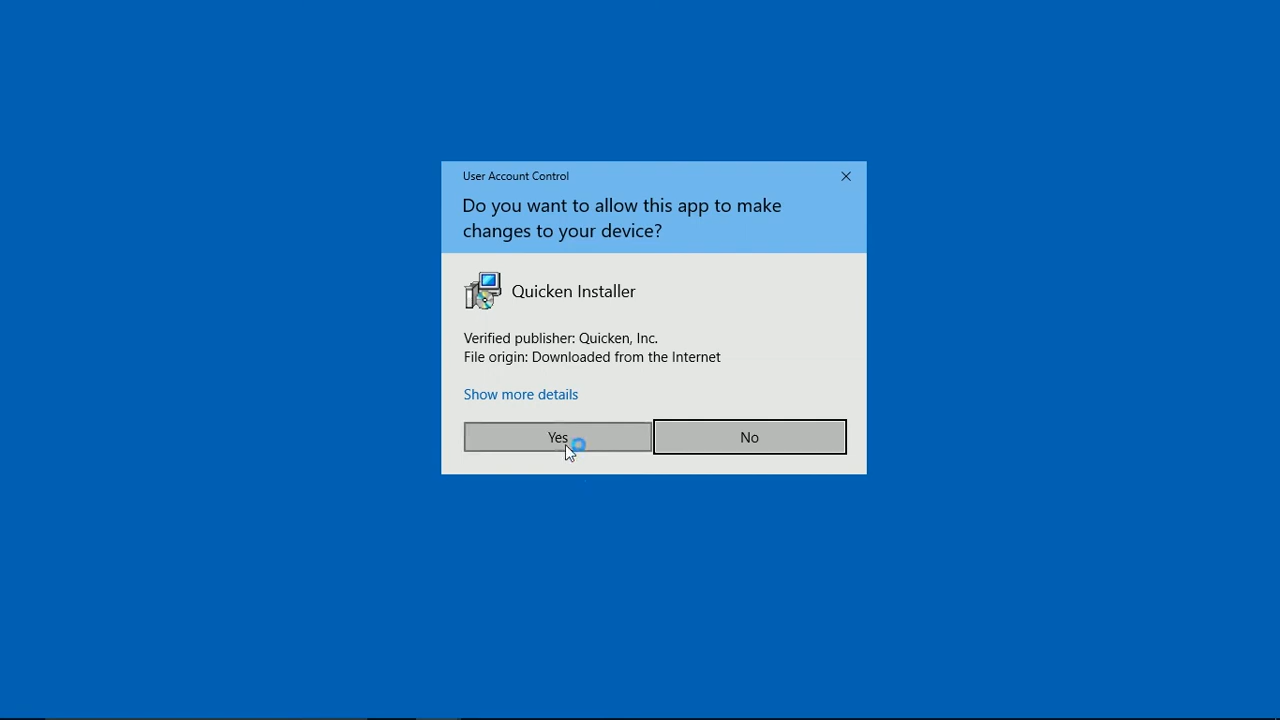 User Account Control
Do you want to allow this app to make
changes to your device?
Quicken Installer
Verified publisher: Quicken, Inc.
File origin: Downloaded from the Internet
Show more details
Yes
No